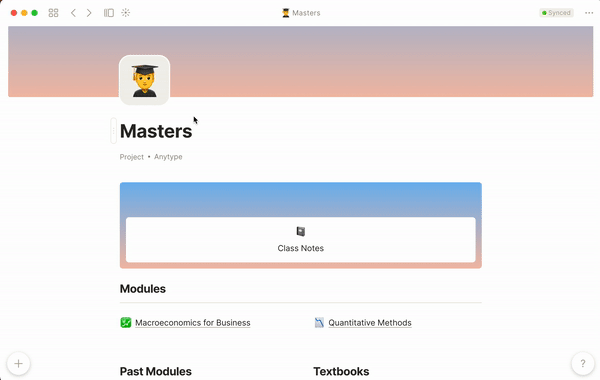 Masters
Synced
Masters
Project • Anytype
Class Notes
Modules
Macroeconomics for Business
Quantitative Methods
Past Modules
Textbooks
?